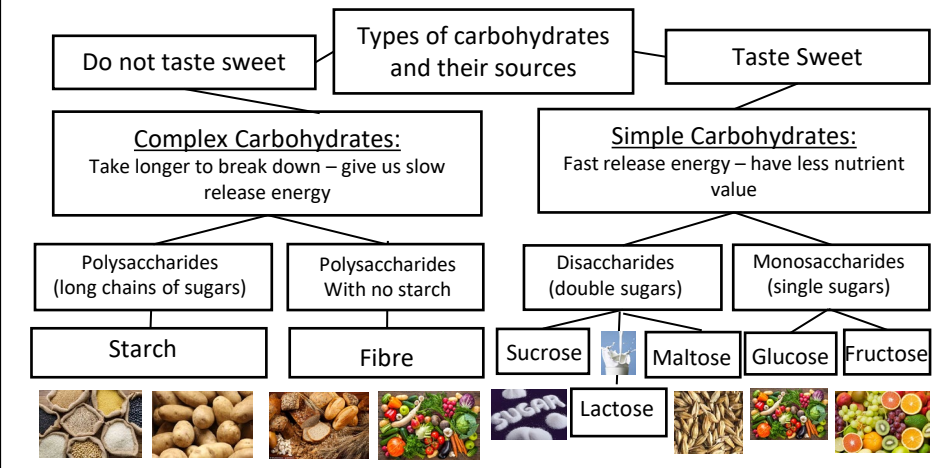 Types of carbohydrates
and their sources
Do not taste sweet
Taste Sweet
Complex Carbohydrates:
Take longer to break down – give us slow
release energy
Simple Carbohydrates:
Fast release energy – have less nutrient
value
Polysaccharides
(long chains of sugars)
Polysaccharides
With no starch
Disaccharides
(double sugars)
Monosaccharides
(single sugars)
Starch
Fibre
Sucrose
Maltose
Glucose
Fructose
Lactose
SUGAR